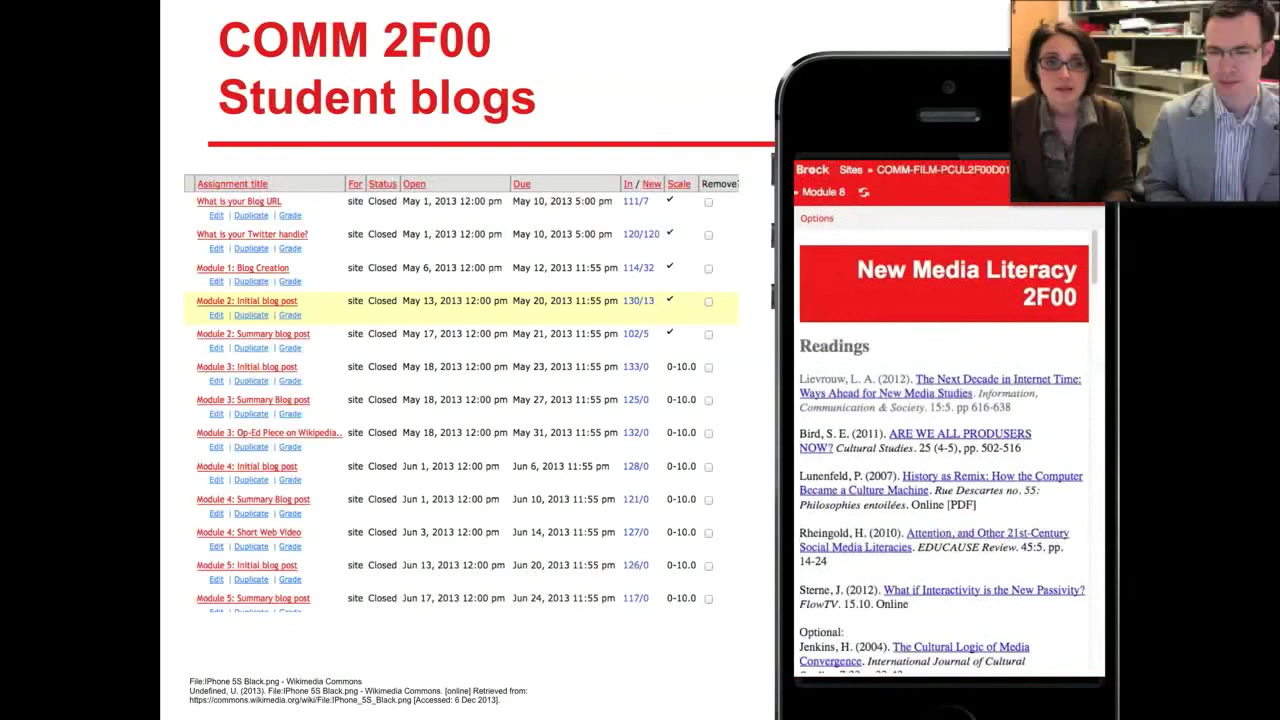 COMM 2F00
Student blogs
Assignment title For Status Open Due In / New Scale Remove?
What is your Blog URL site Closed May 1, 2013 12:00 pm May 10, 2013 5:00 pm 111/7 ✔
Edit | Duplicate | Grade
What is your Twitter handle? site Closed May 1, 2013 12:00 pm May 10, 2013 5:00 pm 120/120 ✔
Edit | Duplicate | Grade
Module 1: Blog Creation site Closed May 6, 2013 12:00 pm May 12, 2013 11:55 pm 114/32 ✔
Edit | Duplicate | Grade
Module 2: Initial blog post site Closed May 13, 2013 12:00 pm May 20, 2013 11:55 pm 130/13 ✔
Edit | Duplicate | Grade
Module 2: Summary blog post site Closed May 17, 2013 12:00 pm May 21, 2013 11:55 pm 102/5 ✔
Edit | Duplicate | Grade
Module 3: Initial blog post site Closed May 18, 2013 12:00 pm May 23, 2013 11:55 pm 133/0 0-10.0
Edit | Duplicate | Grade
Module 3: Summary Blog post site Closed May 18, 2013 12:00 pm May 27, 2013 11:55 pm 125/0 0-10.0
Edit | Duplicate | Grade
Module 3: Op-Ed Piece on Wikipedia.. site Closed May 18, 2013 12:00 pm May 31, 2013 11:55 pm 132/0 0-10.0
Edit | Duplicate | Grade
Module 4: Initial blog post site Closed Jun 1, 2013 12:00 pm Jun 6, 2013 11:55 pm 128/0 0-10.0
Edit | Duplicate | Grade
Module 4: Summary Blog post site Closed Jun 1, 2013 12:00 pm Jun 10, 2013 11:55 pm 121/0 0-10.0
Edit | Duplicate | Grade
Module 4: Short Web Video site Closed Jun 3, 2013 12:00 pm Jun 14, 2013 11:55 pm 127/0 0-10.0
Edit | Duplicate | Grade
Module 5: Initial blog post site Closed Jun 13, 2013 12:00 pm Jun 20, 2013 11:55 pm 126/0 0-10.0
Edit | Duplicate | Grade
Module 5: Summary blog post site Closed Jun 17, 2013 12:00 pm Jun 24, 2013 11:55 pm 117/0 0-10.0
Edit | Duplicate | Grade
File:IPhone 5S Black.png - Wikimedia Commons
Undefined, U. (2013). File:IPhone 5S Black.png - Wikimedia Commons. [online] Retrieved from:
https://commons.wikimedia.org/wiki/File:IPhone_5S_Black.png [Accessed: 6 Dec 2013].
Brock Sites » COMM-FILM-PCUL2F00D01
» Module 8
Options
New Media Literacy
2F00
Readings
Lievrouw, L. A. (2012). The Next Decade in Internet Time:
Ways Ahead for New Media Studies. Information,
Communication & Society. 15:5. pp 616-638
Bird, S. E. (2011). ARE WE ALL PRODUSERS
NOW? Cultural Studies. 25 (4-5), pp. 502-516
Lunenfeld, P. (2007). History as Remix: How the Computer
Became a Culture Machine. Rue Descartes no. 55:
Philosophies entoilées. Online [PDF]
Rheingold, H. (2010). Attention, and Other 21st-Century
Social Media Literacies. EDUCAUSE Review. 45:5. pp.
14-24
Sterne, J. (2012). What if Interactivity is the New Passivity?
FlowTV. 15.10. Online
Optional:
Jenkins, H. (2004). The Cultural Logic of Media
Convergence. International Journal of Cultural